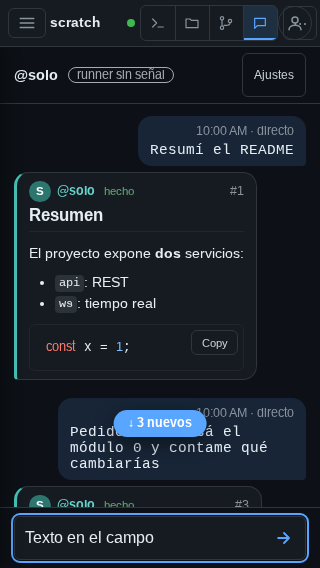 scratch
@solo
runner sin señal
Ajustes
10:00 AM · directo
Resumí el README
S @solo hecho #1
Resumen
El proyecto expone dos servicios:
• api: REST
• ws: tiempo real
const x = 1;
Copy
10:00 AM · directo
↓ 3 nuevos
á el
módulo 0 y contame qué
cambiarías
S @solo hecho #3
Texto en el campo